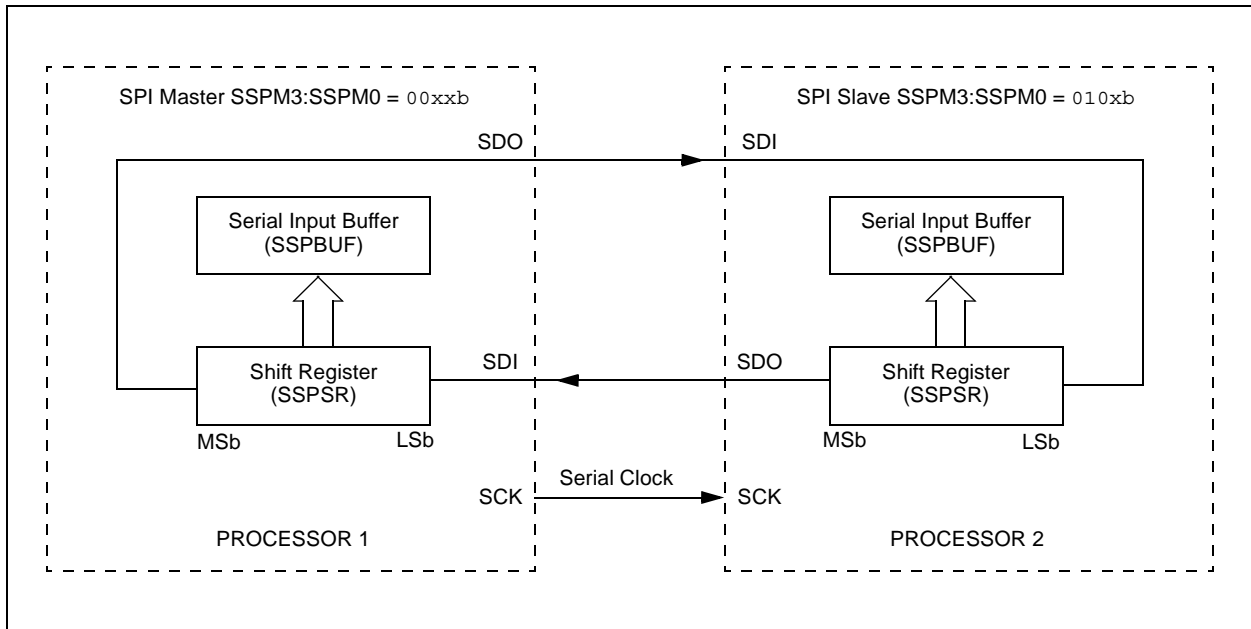 SPI Master SSPM3:SSPM0 = 00xxb
SPI Slave SSPM3:SSPM0 = 010xb
SDO
SDI
Serial Input Buffer
(SSPBUF)
Serial Input Buffer
(SSPBUF)
SDI
SDO
Shift Register
(SSPSR)
Shift Register
(SSPSR)
MSb
LSb
MSb
LSb
Serial Clock
SCK
SCK
PROCESSOR 1
PROCESSOR 2